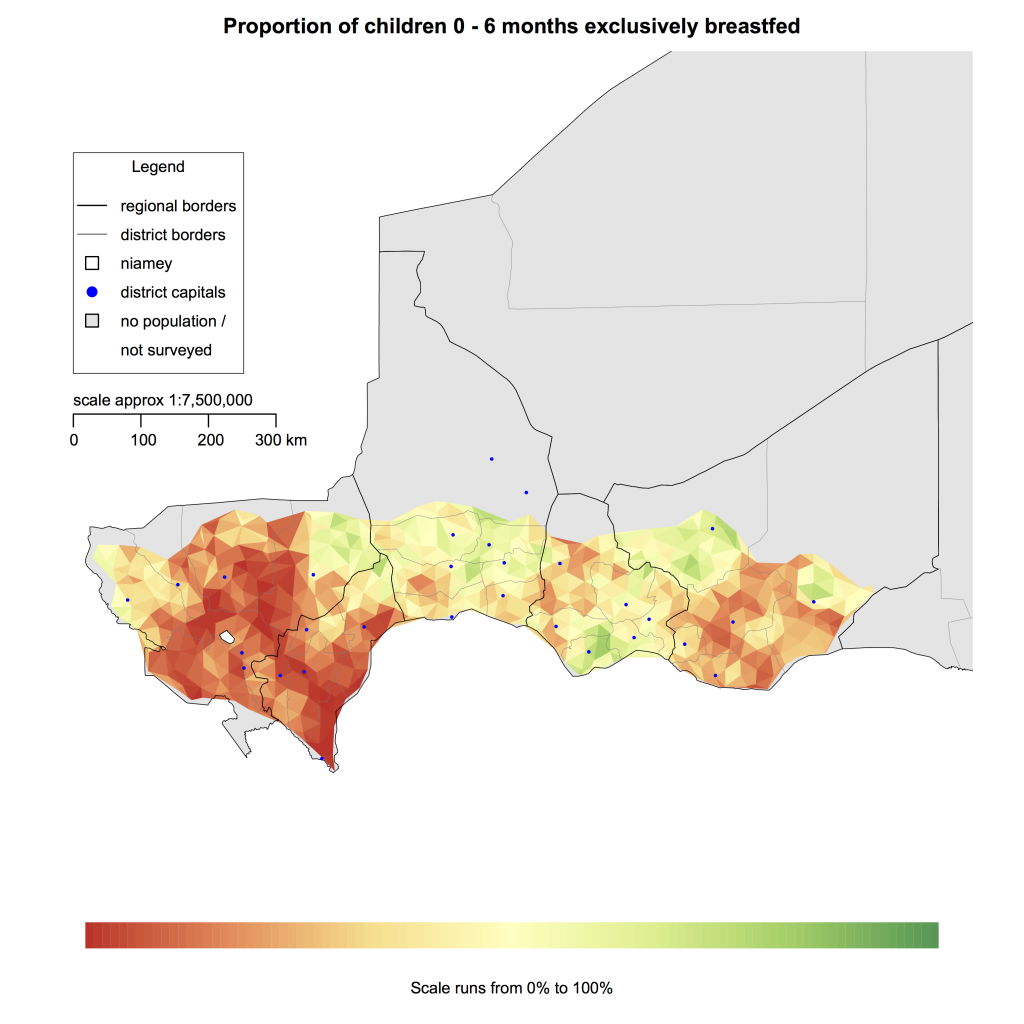 Proportion of children 0 - 6 months exclusively breastfed
Legend
regional borders
district borders
niamey
district capitals
no population /
not surveyed
scale approx 1:7,500,000
0 100 200 300 km
Scale runs from 0% to 100%